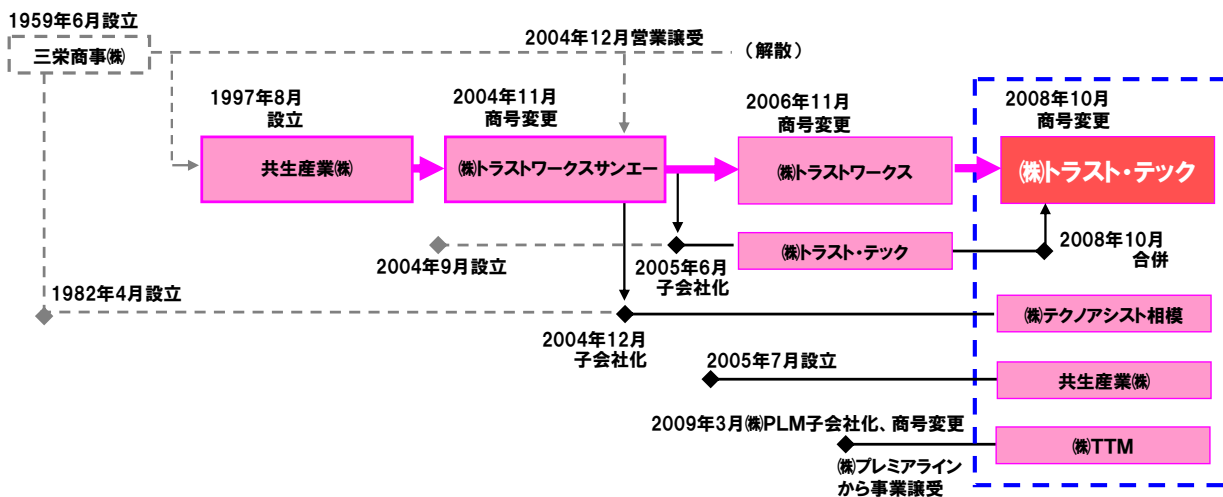 1959年6月設立
三栄商事㈱
2004年12月営業譲受
（解散）
1997年8月
設立
2004年11月
商号変更
2006年11月
商号変更
2008年10月
商号変更
共生産業㈱
㈱トラストワークスサンエー
㈱トラストワークス
㈱トラスト・テック
2004年9月設立
2005年6月
子会社化
㈱トラスト・テック
2008年10月
合併
1982年4月設立
2004年12月
子会社化
㈱テクノアシスト相模
2005年7月設立
共生産業㈱
2009年3月㈱PLM子会社化、商号変更
㈱プレミアライン
から事業譲受
㈱TTM